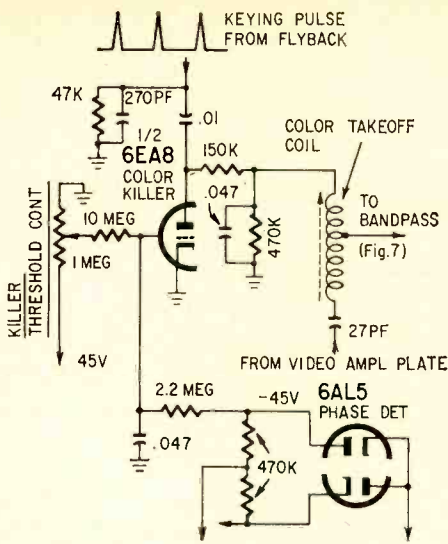 KEYING PULSE
FROM FLYBACK
47K
270PF
.01
1/2
6EA8
COLOR
KILLER
150K
COLOR TAKEOFF
COIL
.047
470K
TO
BANDPASS
(Fig.7)
10 MEG
1 MEG
KILLER
THRESHOLD CONT
45V
27PF
FROM VIDEO AMPL PLATE
2.2 MEG
-45V
6AL5
PHASE DET
.047
470K